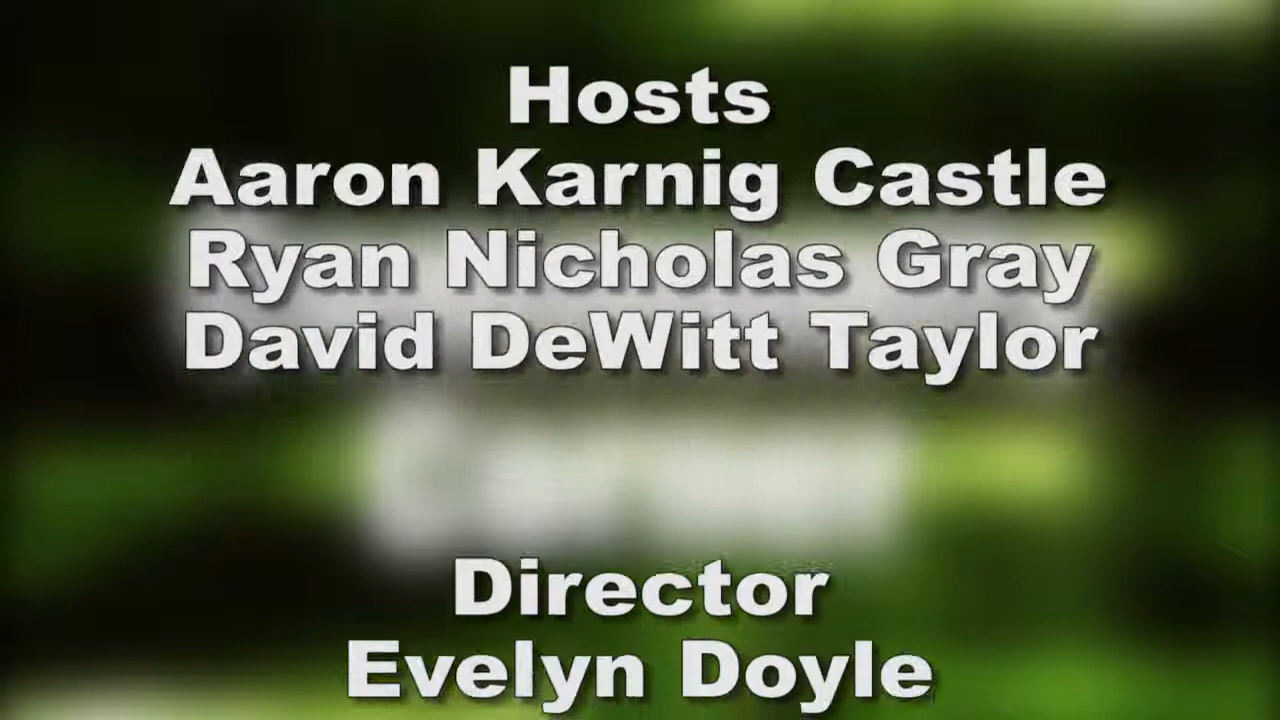 Hosts
Aaron Karnig Castle
Ryan Nicholas Gray
David DeWitt Taylor
Director
Evelyn Doyle